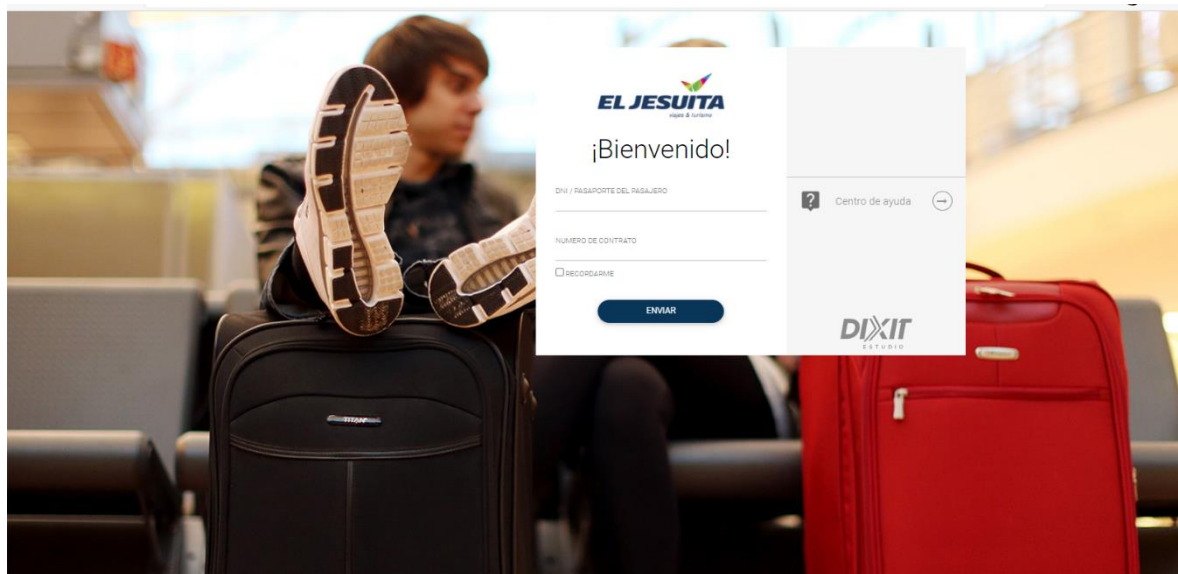 EL JESUITA
viajes & turismo
¡Bienvenido!
DNI / PASAPORTE DEL PASAJERO
NUMERO DE CONTRATO
RECORDARME
ENVIAR
?
Centro de ayuda
DIXIT
ESTUDIO
TITAN